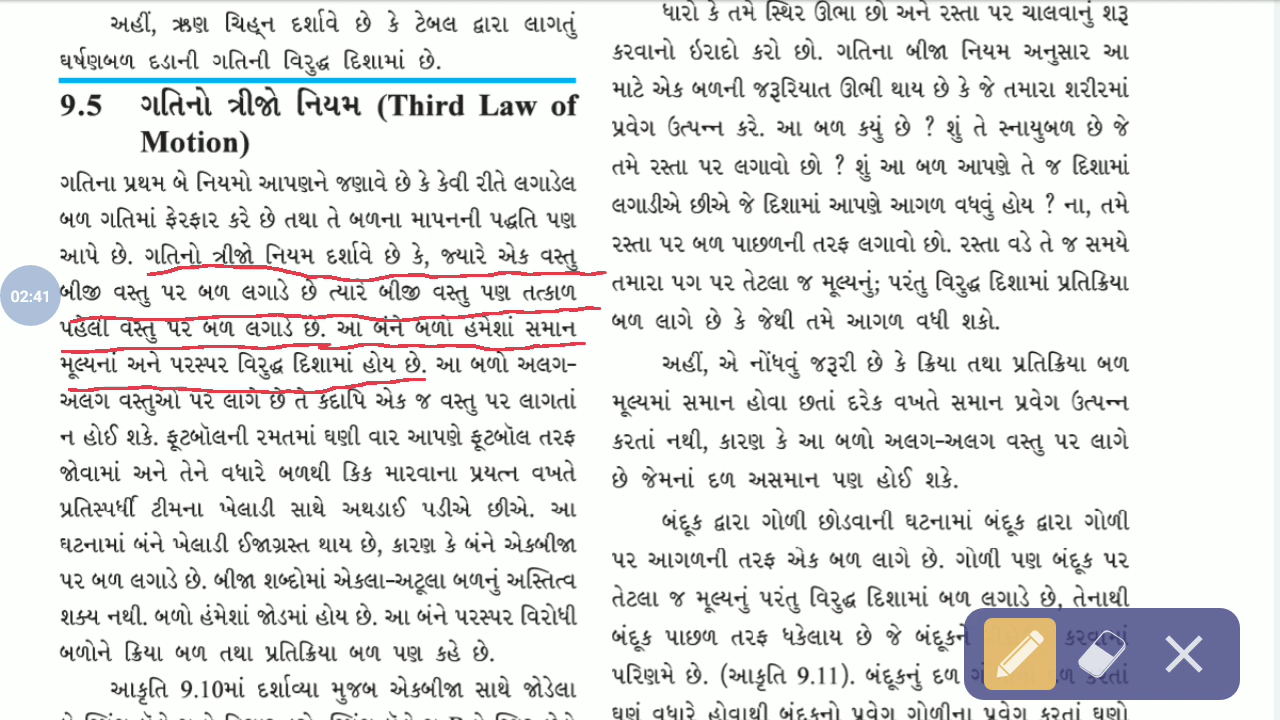 અહીં, ઋણ ચિહ્ન દર્શાવે છે કે ટેબલ દ્વારા લાગતું
ઘર્ષણબળ દડાની ગતિની વિરુદ્ધ દિશામાં છે.
9.5 ગતિનો ત્રીજો નિયમ (Third Law of
Motion)
ગતિના પ્રથમ બે નિયમો આપણને જણાવે છે કે કેવી રીતે લગાડેલ
બળ ગતિમાં ફેરફાર કરે છે તથા તે બળના માપનની પદ્ધતિ પણ
આપે છે. ગતિનો ત્રીજો નિયમ દર્શાવે છે કે, જ્યારે એક વસ્તુ
બીજી વસ્તુ પર બળ લગાડે છે ત્યારે બીજી વસ્તુ પણ તત્કાળ
પહેલી વસ્તુ પર બળ લગાડે છે. આ બંને બળો હંમેશાં સમાન
મૂલ્યનાં અને પરસ્પર વિરુદ્ધ દિશામાં હોય છે. આ બળો અલગ-
અલગ વસ્તુઓ પર લાગે છે તે કદાપિ એક જ વસ્તુ પર લાગતાં
ન હોઈ શકે. ફૂટબૉલની રમતમાં ઘણી વાર આપણે ફૂટબૉલ તરફ
જોવામાં અને તેને વધારે બળથી કિક મારવાના પ્રયત્ન વખતે
પ્રતિસ્પર્ધી ટીમના ખેલાડી સાથે અથડાઈ પડીએ છીએ. આ
ઘટનામાં બંને ખેલાડી ઈજાગ્રસ્ત થાય છે, કારણ કે બંને એકબીજા
પર બળ લગાડે છે. બીજા શબ્દોમાં એકલા-અટૂલા બળનું અસ્તિત્વ
શક્ય નથી. બળો હંમેશાં જોડમાં હોય છે. આ બંને પરસ્પર વિરોધી
બળોને ક્રિયા બળ તથા પ્રતિક્રિયા બળ પણ કહે છે.
આકૃતિ 9.10માં દર્શાવ્યા મુજબ એકબીજા સાથે જોડેલા
02:41
ધારો કે તમે સ્થિર ઊભા છો અને રસ્તા પર ચાલવાનું શરૂ
કરવાનો ઇરાદો કરો છો. ગતિના બીજા નિયમ અનુસાર આ
માટે એક બળની જરૂરિયાત ઊભી થાય છે કે જે તમારા શરીરમાં
પ્રવેગ ઉત્પન્ન કરે. આ બળ કયું છે ? શું તે સ્નાયુબળ છે જે
તમે રસ્તા પર લગાવો છો ? શું આ બળ આપણે તે જ દિશામાં
લગાડીએ છીએ જે દિશામાં આપણે આગળ વધવું હોય ? ના, તમે
રસ્તા પર બળ પાછળની તરફ લગાવો છો. રસ્તા વડે તે જ સમયે
તમારા પગ પર તેટલા જ મૂલ્યનું; પરંતુ વિરુદ્ધ દિશામાં પ્રતિક્રિયા
બળ લાગે છે કે જેથી તમે આગળ વધી શકો.
અહીં, એ નોંધવું જરૂરી છે કે ક્રિયા તથા પ્રતિક્રિયા બળ
મૂલ્યમાં સમાન હોવા છતાં દરેક વખતે સમાન પ્રવેગ ઉત્પન્ન
કરતાં નથી, કારણ કે આ બળો અલગ-અલગ વસ્તુ પર લાગે
છે જેમનાં દળ અસમાન પણ હોઈ શકે.
બંદૂક દ્વારા ગોળી છોડવાની ઘટનામાં બંદૂક દ્વારા ગોળી
પર આગળની તરફ એક બળ લાગે છે. ગોળી પણ બંદૂક પર
તેટલા જ મૂલ્યનું પરંતુ વિરુદ્ધ દિશામાં બળ લગાડે છે, તેનાથી
બંદૂક પાછળ તરફ ધકેલાય છે જે બંદૂકને કરવામાં
પરિણમે છે. (આકૃતિ 9.11). બંદૂકનું દળ કરતાં
ઘણું વધારે હોવાથી બંદૂકનો પ્રવેગ ગોળીના પ્રવેગ કરતાં ઘણો